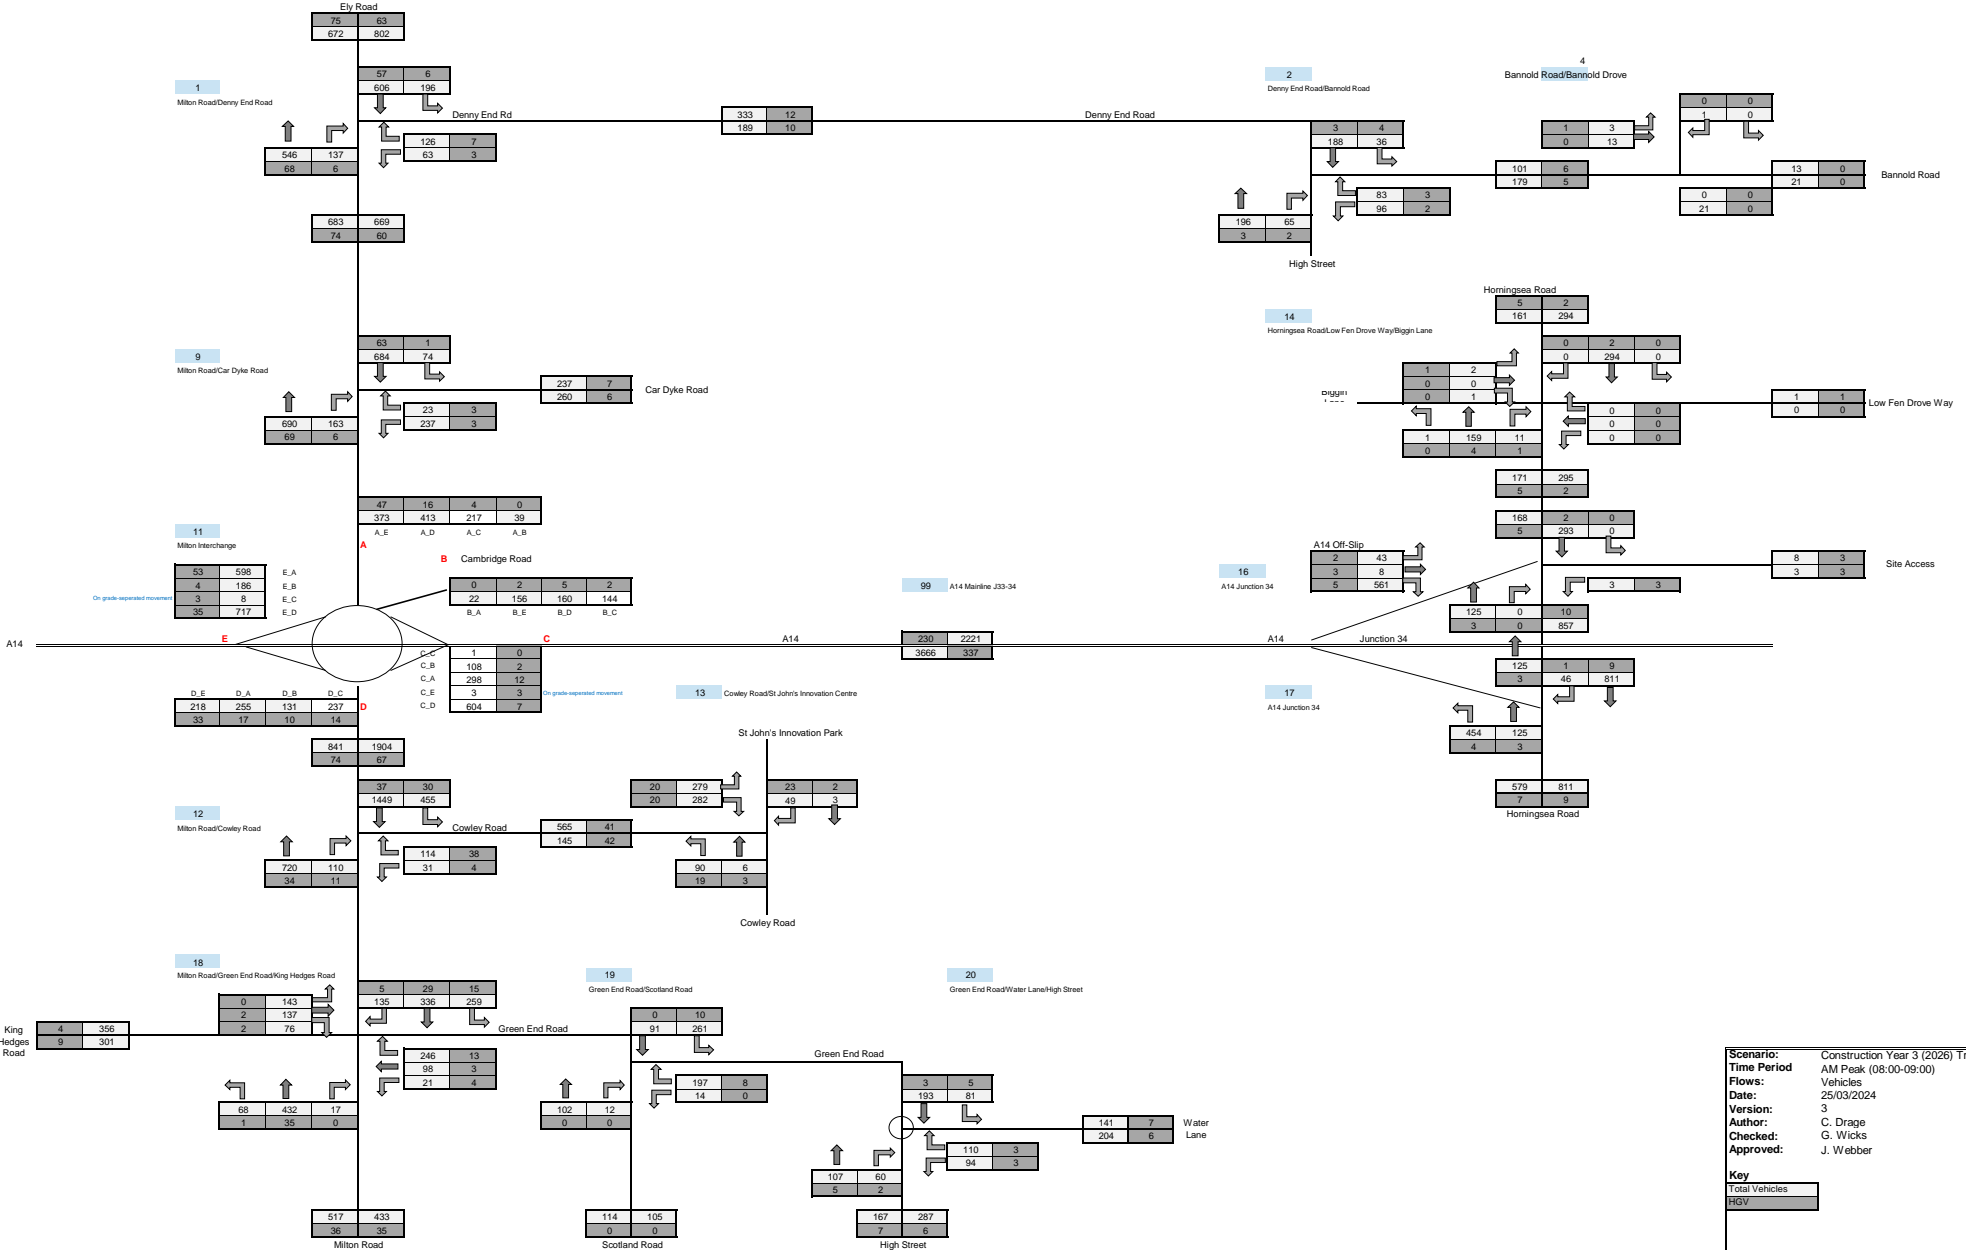 Ely Road
75 63
672 802
1
Milton Road/Denny End Road
57 6
606 196
Denny End Rd
126 7
63 3
546 137
68 6
333 12
189 10
Denny End Road
2
Denny End Road/Bannold Road
3 4
188 36
83 3
96 2
196 65
3 2
High Street
4
Bannold Road/Bannold Drove
0 0
1 0
1 3
0 13
101 6
179 5
13 0
21 0
Bannold Road
0 0
21 0
683 669
74 60
9
Milton Road/Car Dyke Road
63 1
684 74
237 7
260 6
Car Dyke Road
23 3
237 3
690 163
69 6
14
Horningsea Road/Low Fen Drove Way/Biggin Lane
Horningsea Road
5 2
161 294
0 2 0
0 294 0
1 2
0 0
0 1
Biggin
1 1
0 0
Low Fen Drove Way
0 0
0 0
0 0
1 159 11
0 4 1
171 295
5 2
11
Milton Interchange
47 16 4 0
373 413 217 39
A_E A_D A_C A_B
A
B Cambridge Road
53 598 E_A
4 186 E_B
On grade-seperated movement 3 8 E_C
35 717 E_D
0 2 5 2
22 156 160 144
B_A B_E B_D B_C
99 A14 Mainline J33-34
16
A14 Junction 34
A14 Off-Slip
2 43
3 8
5 561
168 2 0
5 293 0
8 3
3 3
Site Access
3 3
125 0 10
3 0 857
A14
E
C
A14
230 2221
3666 337
A14
Junction 34
C_C 1 0
C_B 108 2
C_A 298 12
C_E 3 3 On grade-seperated movement
C_D 604 7
D_E D_A D_B D_C
218 255 131 237
33 17 10 14
D
125 1 9
3 46 811
17
A14 Junction 34
454 125
4 3
579 811
7 9
Horningsea Road
841 1904
74 67
12
Milton Road/Cowley Road
37 30
1449 455
Cowley Road
114 38
31 4
720 110
34 11
565 41
145 42
13 Cowley Road/St John's Innovation Centre
St John's Innovation Park
20 279
20 282
23 2
49 3
90 6
19 3
Cowley Road
18
Milton Road/Green End Road/King Hedges Road
0 143
2 137
2 76
5 29 15
135 336 259
King
Hedges
Road
4 356
9 301
Green End Road
246 13
98 3
21 4
68 432 17
1 35 0
517 433
36 35
Milton Road
19
Green End Road/Scotland Road
0 10
91 261
197 8
14 0
102 12
0 0
114 105
0 0
Scotland Road
20
Green End Road/Water Lane/High Street
Green End Road
3 5
193 81
141 7
204 6
Water
Lane
110 3
94 3
107 60
5 2
167 287
7 6
High Street
Scenario: Construction Year 3 (2026)
Time Period AM Peak (08:00-09:00)
Flows: Vehicles
Date: 25/03/2024
Version: 3
Author: C. Drage
Checked: G. Wicks
Approved: J. Webber
Key
Total Vehicles
HGV